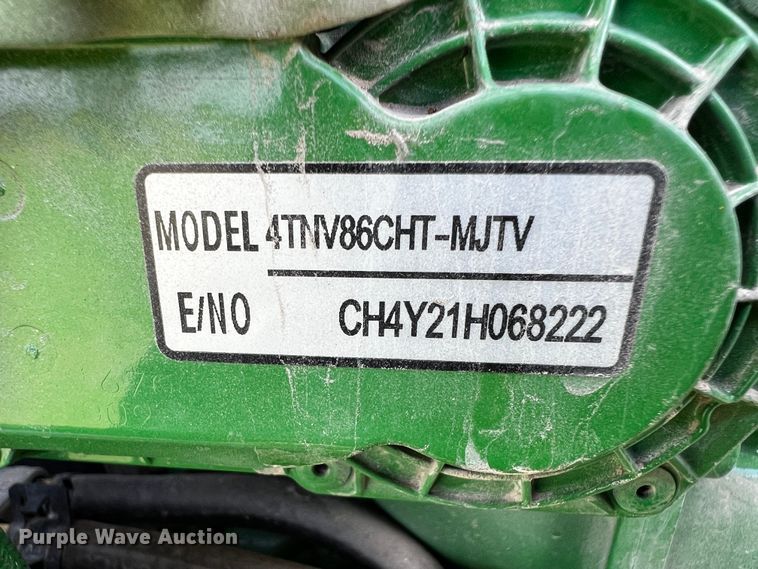 MODEL 4TNV86CHT-MJTV
E/NO CH4Y21H068222
Purple Wave Auction